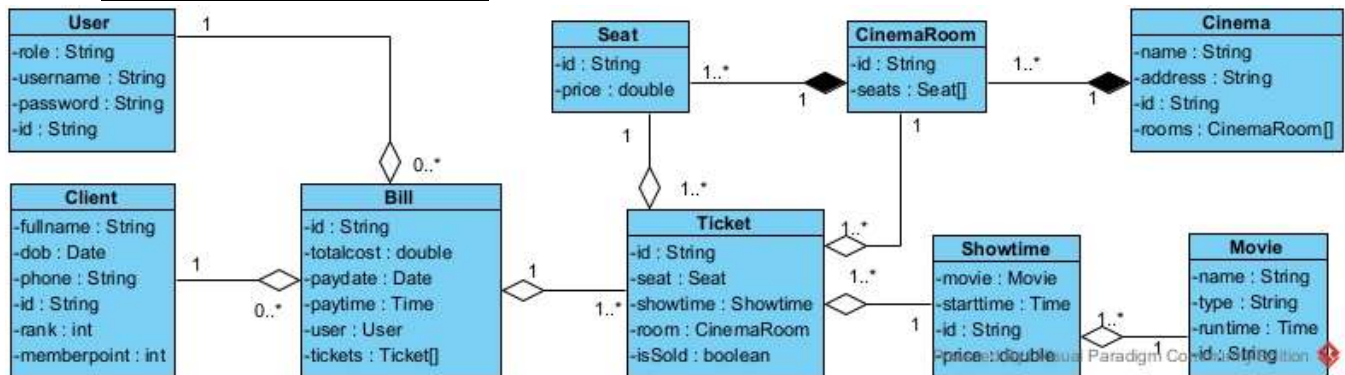 User
-role : String
-username : String
-password : String
-id : String
1
0..*
Seat
-id : String
-price : double
1..*
1
CinemaRoom
-id : String
-seats : Seat[]
1..*
1
Cinema
-name : String
-address : String
-id : String
-rooms : CinemaRoom[]
1
1..*
1
1..*
Client
-fullname : String
-dob : Date
-phone : String
-id : String
-rank : int
-memberpoint : int
1
0..*
Bill
-id : String
-totalcost : double
-paydate : Date
-paytime : Time
-user : User
-tickets : Ticket[]
1
1..*
Ticket
-id : String
-seat : Seat
-showtime : Showtime
-room : CinemaRoom
-isSold : boolean
1..*
1
Showtime
-movie : Movie
-starttime : Time
-id : String
-price : double
1..*
1
Movie
-name : String
-type : String
-runtime : Time
-id : String
Visual Paradigm Community Edition